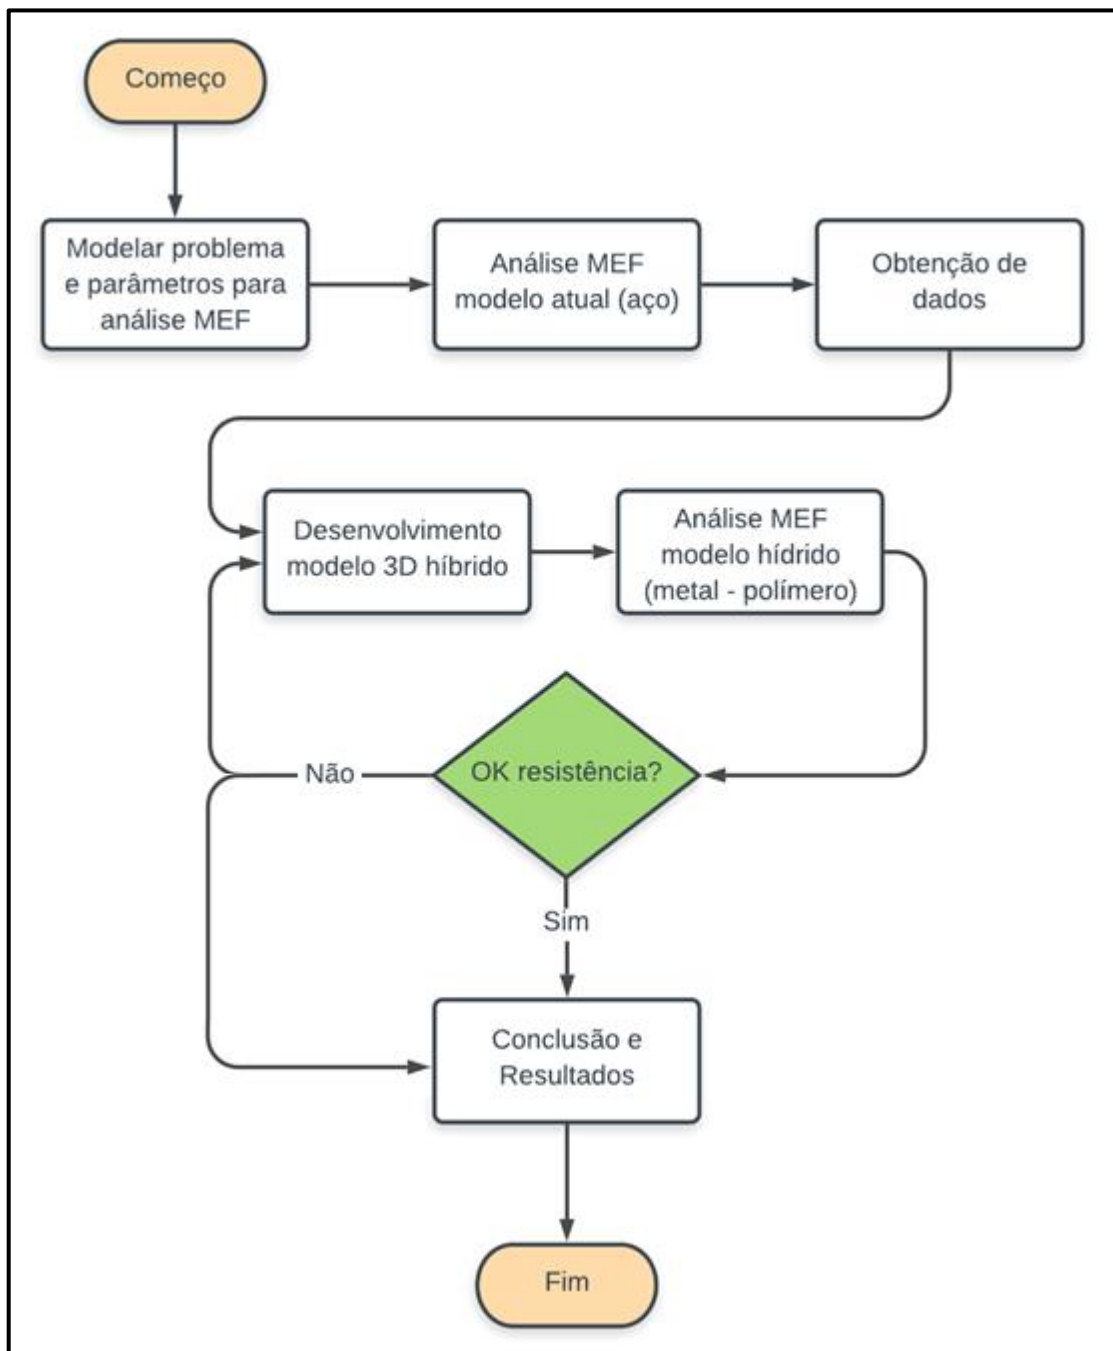 Começo
Modelar problema
e parâmetros para
análise MEF
Análise MEF
modelo atual (aço)
Obtenção de
dados
Desenvolvimento
modelo 3D híbrido
Análise MEF
modelo hídrido
(metal - polímero)
OK resistência?
Não
Sim
Conclusão e
Resultados
Fim